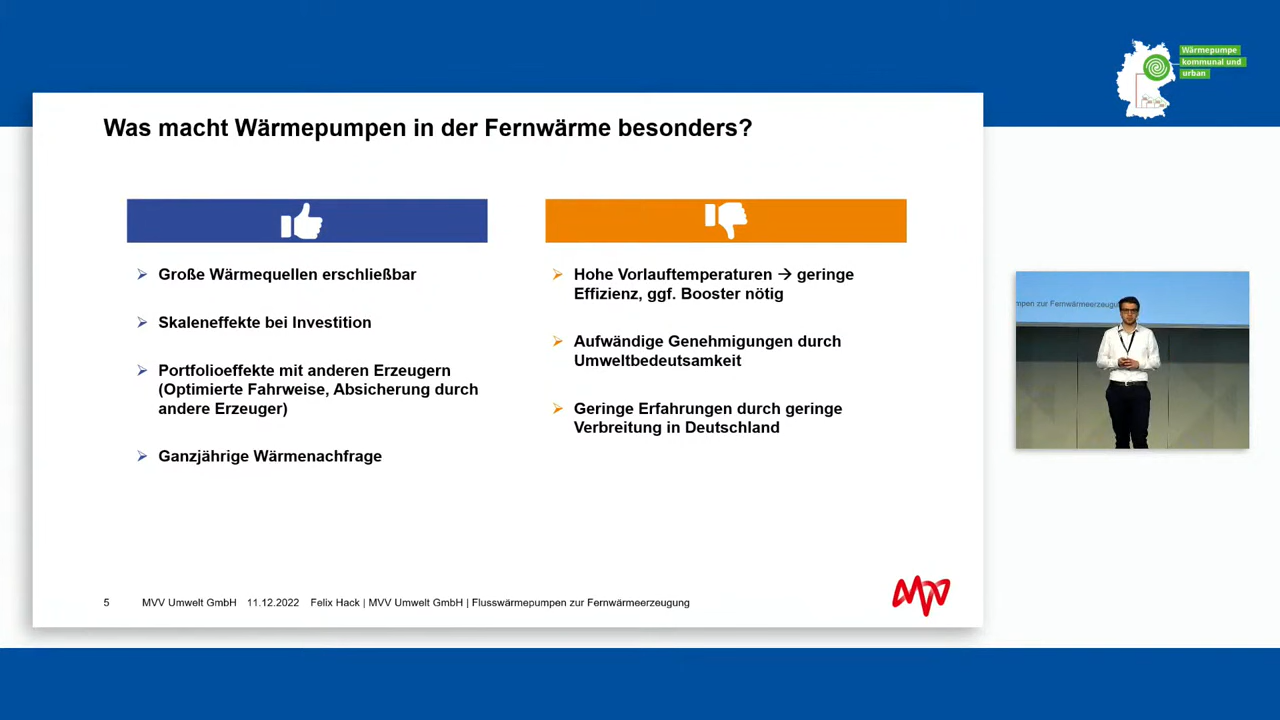 Wärmepumpe
kommunal und
urban
Was macht Wärmepumpen in der Fernwärme besonders?
Große Wärmequellen erschließbar
Skaleneffekte bei Investition
Portfolioeffekte mit anderen Erzeugern
(Optimierte Fahrweise, Absicherung durch
andere Erzeuger)
Ganzjährige Wärmenachfrage
Hohe Vorlauftemperaturen → geringe
Effizienz, ggf. Booster nötig
Aufwändige Genehmigungen durch
Umweltbedeutsamkeit
Geringe Erfahrungen durch geringe
Verbreitung in Deutschland
mpen zur Fernwärmeerzeugu
5 MVV Umwelt GmbH 11.12.2022 Felix Hack | MVV Umwelt GmbH | Flusswärmepumpen zur Fernwärmeerzeugung
MVV